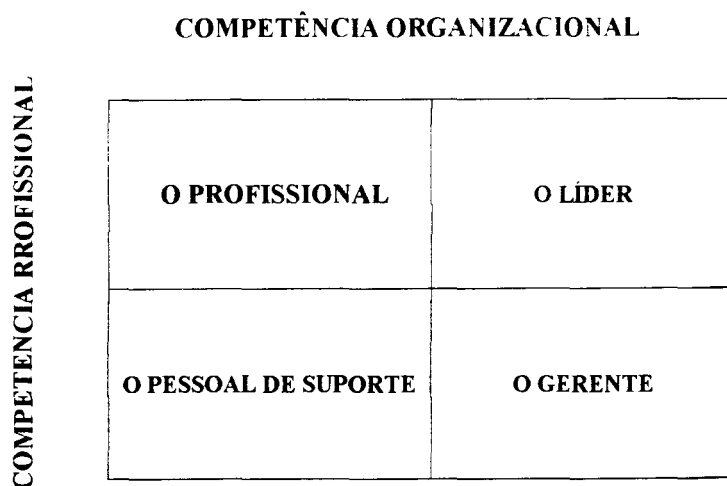 COMPETÊNCIA ORGANIZACIONAL
COMPETENCIA RROFISSIONAL
O PROFISSIONAL
O LÍDER
O PESSOAL DE SUPORTE
O GERENTE